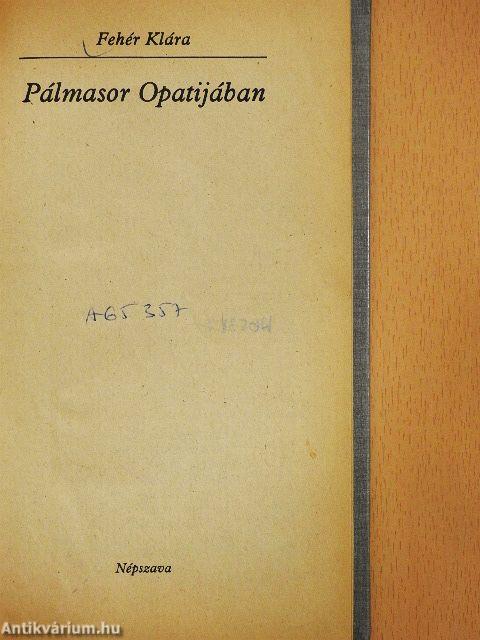 Fehér Klára
Pálmasor Opatijában
A65 357
Népszava
Antikvárium.hu